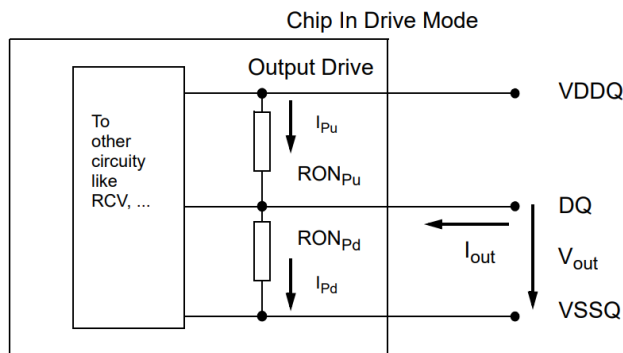 Chip In Drive Mode
Output Drive
VDDQ
To
other
circuity
like
RCV, ...
IPu
RONPu
DQ
RONPd
Iout
Vout
IPd
VSSQ